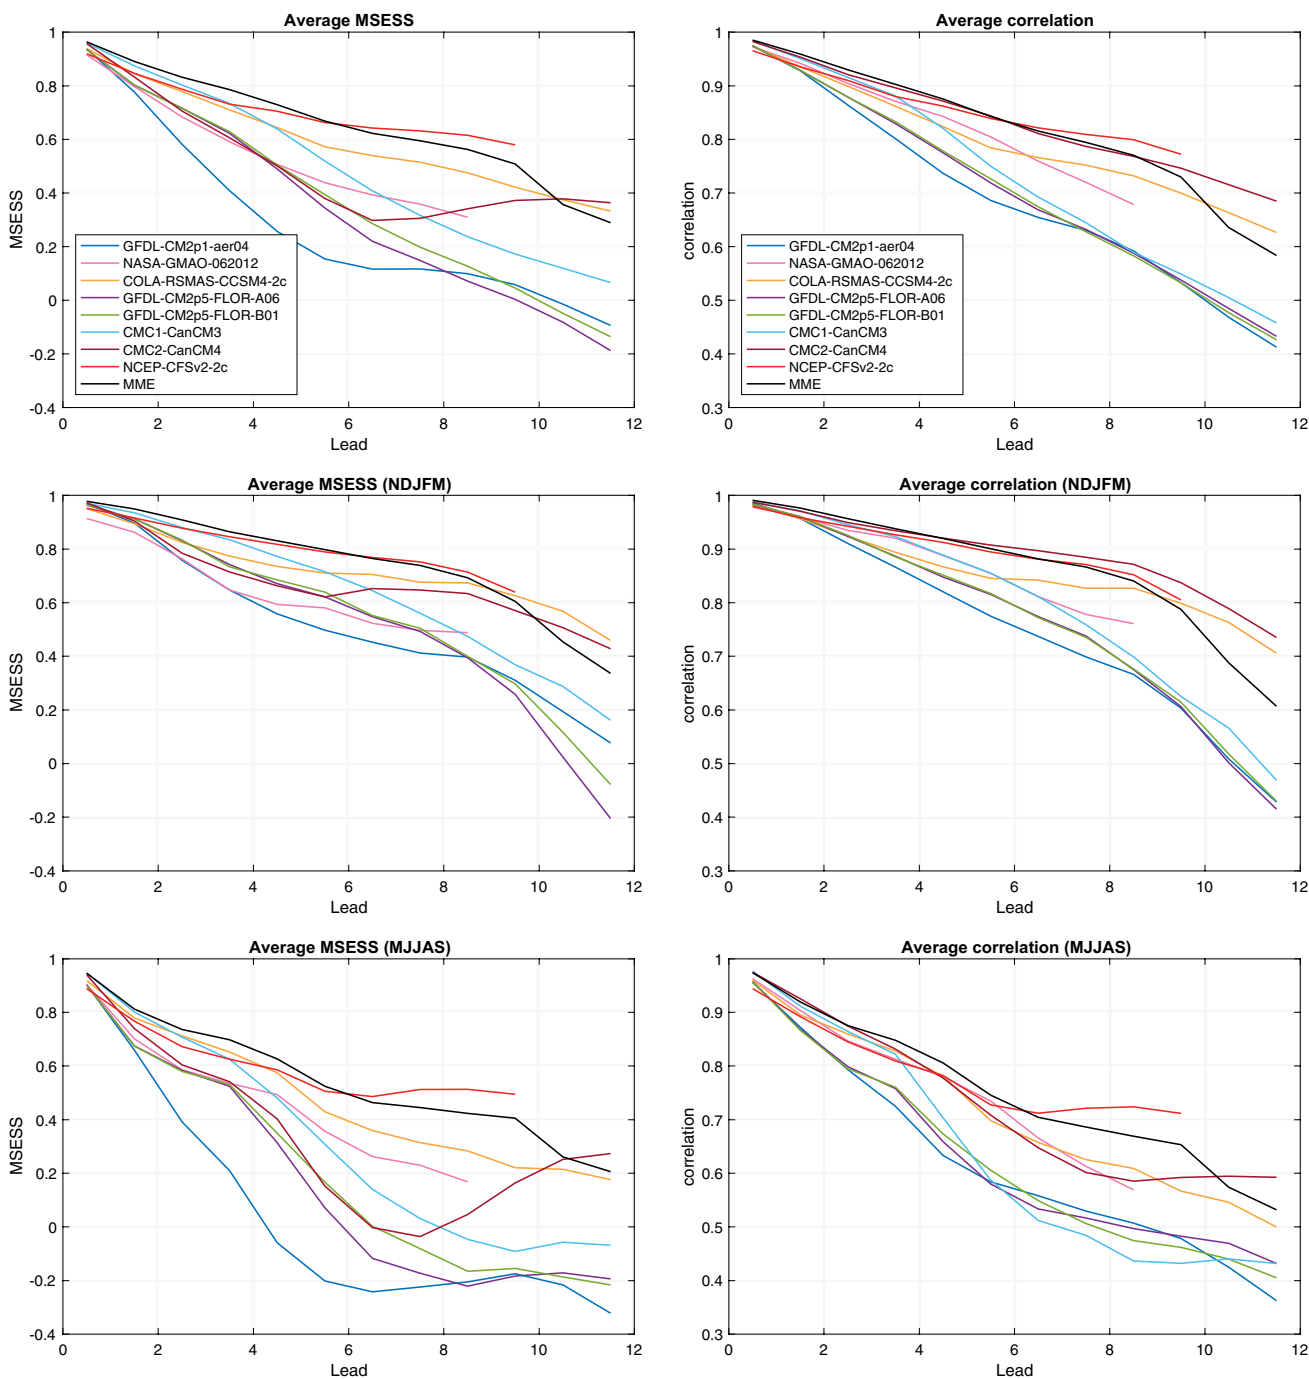 Average MSESS
1
0.8
0.6
0.4
0.2
0
-0.2
-0.4
MSESS
GFDL-CM2p1-aer04
NASA-GMAO-062012
COLA-RSMAS-CCSM4-2c
GFDL-CM2p5-FLOR-A06
GFDL-CM2p5-FLOR-B01
CMC1-CanCM3
CMC2-CanCM4
NCEP-CFSv2-2c
MME
0 2 4 6 8 10 12
Lead
Average correlation
1
0.9
0.8
0.7
0.6
0.5
0.4
0.3
correlation
GFDL-CM2p1-aer04
NASA-GMAO-062012
COLA-RSMAS-CCSM4-2c
GFDL-CM2p5-FLOR-A06
GFDL-CM2p5-FLOR-B01
CMC1-CanCM3
CMC2-CanCM4
NCEP-CFSv2-2c
MME
0 2 4 6 8 10 12
Lead
Average MSESS (NDJFM)
1
0.8
0.6
0.4
0.2
0
-0.2
-0.4
MSESS
0 2 4 6 8 10 12
Lead
Average correlation (NDJFM)
1
0.9
0.8
0.7
0.6
0.5
0.4
0.3
correlation
0 2 4 6 8 10 12
Lead
Average MSESS (MJJAS)
1
0.8
0.6
0.4
0.2
0
-0.2
-0.4
MSESS
0 2 4 6 8 10 12
Lead
Average correlation (MJJAS)
1
0.9
0.8
0.7
0.6
0.5
0.4
0.3
correlation
0 2 4 6 8 10 12
Lead